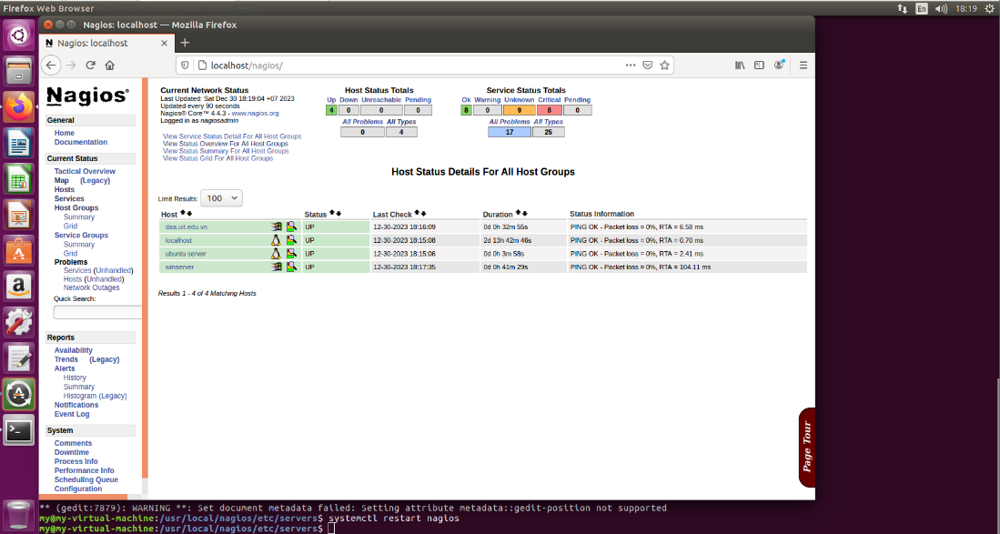 Firefox Web Browser
En 18:19
Nagios: localhost — Mozilla Firefox
N Nagios: localhost
localhost/nagios/
Nagios®
General
Home
Documentation
Current Status
Tactical Overview
Map (Legacy)
Hosts
Services
Host Groups
Summary
Grid
Service Groups
Summary
Grid
Problems
Services (Unhandled)
Hosts (Unhandled)
Network Outages
Quick Search:
Reports
Availability
Trends (Legacy)
Alerts
History
Summary
Histogram (Legacy)
Notifications
Event Log
System
Comments
Downtime
Process Info
Performance Info
Scheduling Queue
Configuration
Current Network Status
Last Updated: Sat Dec 30 18:19:04 +07 2023
Updated every 90 seconds
Nagios® Core™ 4.4.3 - www.nagios.org
Logged in as nagiosadmin
View Service Status Detail For All Host Groups
View Status Overview For All Host Groups
View Status Summary For All Host Groups
View Status Grid For All Host Groups
Host Status Totals
Up Down Unreachable Pending
4 0 0 0
All Problems All Types
0 4
Service Status Totals
Ok Warning Unknown Critical Pending
8 0 9 8 0
All Problems All Types
17 25
Host Status Details For All Host Groups
Limit Results: 100
Host Status Last Check Duration Status Information
daa.uit.edu.vn UP 12-30-2023 18:16:09 0d 0h 32m 55s PING OK - Packet loss = 0%, RTA = 6.58 ms
localhost UP 12-30-2023 18:15:08 2d 13h 42m 46s PING OK - Packet loss = 0%, RTA = 0.70 ms
ubuntu server UP 12-30-2023 18:15:06 0d 0h 3m 58s PING OK - Packet loss = 0%, RTA = 2.41 ms
winserver UP 12-30-2023 18:17:35 0d 0h 41m 29s PING OK - Packet loss = 0%, RTA = 104.11 ms
Results 1 - 4 of 4 Matching Hosts
Page Tour
** (gedit:7879): WARNING **: Set document metadata failed: Setting attribute metadata::gedit-position not supported
my@my-virtual-machine:/usr/local/nagios/etc/servers$ systemctl restart nagios
my@my-virtual-machine:/usr/local/nagios/etc/servers$